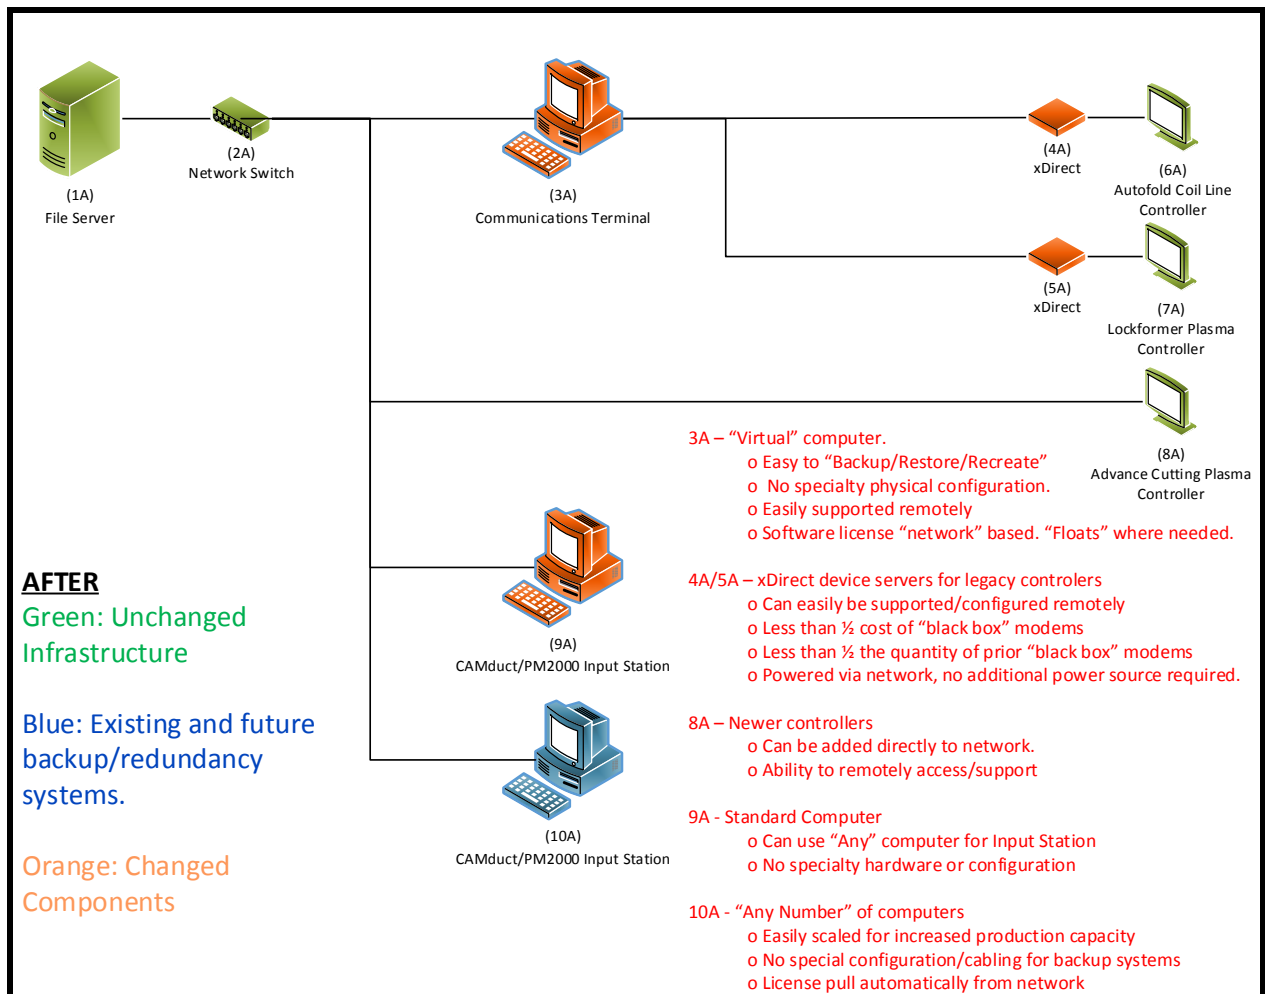 (1A)
File Server
(2A)
Network Switch
(3A)
Communications Terminal
(4A)
xDirect
(6A)
Autofold Coil Line
Controller
(5A)
xDirect
(7A)
Lockformer Plasma
Controller
(8A)
Advance Cutting Plasma
Controller
(9A)
CAMduct/PM2000 Input Station
(10A)
CAMduct/PM2000 Input Station
AFTER
Green: Unchanged
Infrastructure
Blue: Existing and future
backup/redundancy
systems.
Orange: Changed
Components
3A – “Virtual” computer.
o Easy to “Backup/Restore/Recreate”
o No specialty physical configuration.
o Easily supported remotely
o Software license “network” based. “Floats” where needed.
4A/5A – xDirect device servers for legacy controlers
o Can easily be supported/configured remotely
o Less than ½ cost of “black box” modems
o Less than ½ the quantity of prior “black box” modems
o Powered via network, no additional power source required.
8A – Newer controllers
o Can be added directly to network.
o Ability to remotely access/support
9A - Standard Computer
o Can use “Any” computer for Input Station
o No specialty hardware or configuration
10A - “Any Number” of computers
o Easily scaled for increased production capacity
o No special configuration/cabling for backup systems
o License pull automatically from network